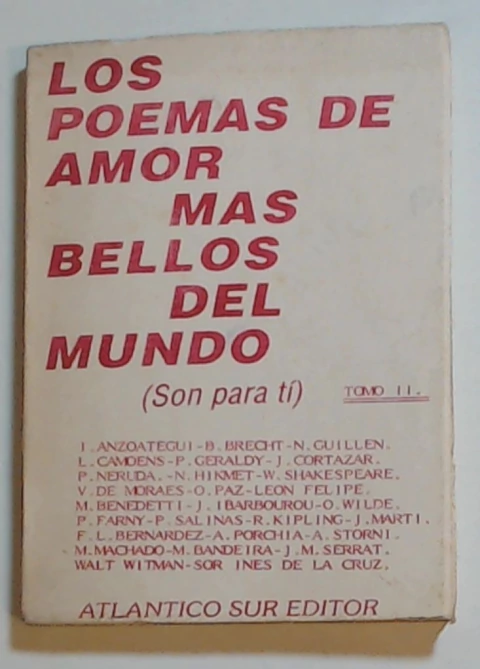 LOS
POEMAS DE
AMOR
MAS
BELLOS
DEL
MUNDO
(Son para tí)
TOMO II.
I.ANZOATEGUI-B.BRECHT-N.GUILLEN.
L.CAMOENS-P.GERALDY-J.CORTAZAR.
P.NERUDA.-N.HIKMET-W.SHAKESPEARE.
V.DE MORAES-O.PAZ-LEON FELIPE.
M.BENEDETTI-J.IBARBOUROU-O.WILDE.
P.FARNY-P.SALINAS-R.KIPLING-J.MARTI.
F.L.BERNARDEZ-A.PORCHIA-A.STORNI.
M.MACHADO-M.BANDEIRA-J.M.SERRAT.
WALT WITMAN-SOR INES DE LA CRUZ.
ATLANTICO SUR EDITOR